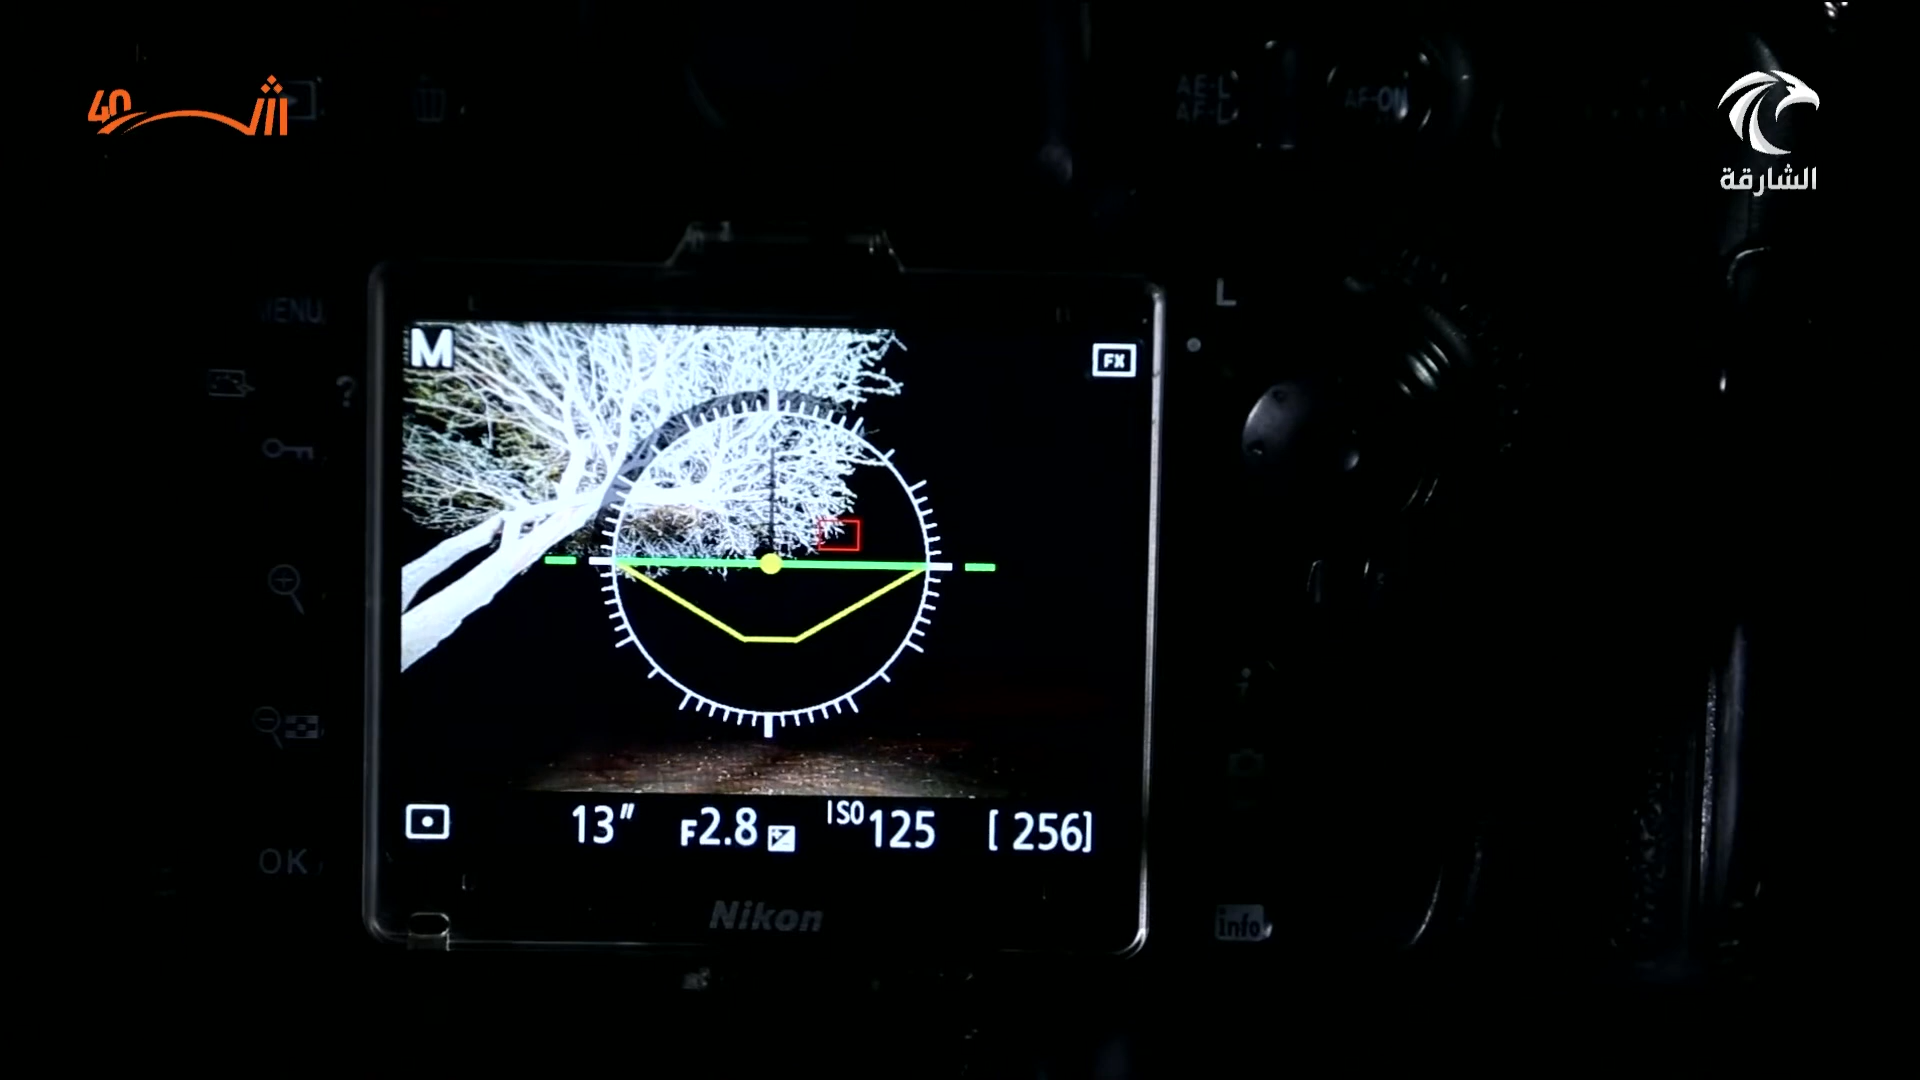 40
AE-L
AF-L
AF-ON
الشارقة
MENU
L
M
FX
?
13" F2.8 ISO 125 [ 256]
OK
Nikon
info